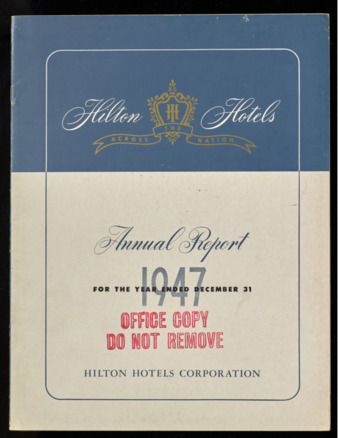 Hilton Hotels
H
ACROSS THE NATION
Annual Report
1947
FOR THE YEAR ENDED DECEMBER 31
OFFICE COPY
DO NOT REMOVE
HILTON HOTELS CORPORATION